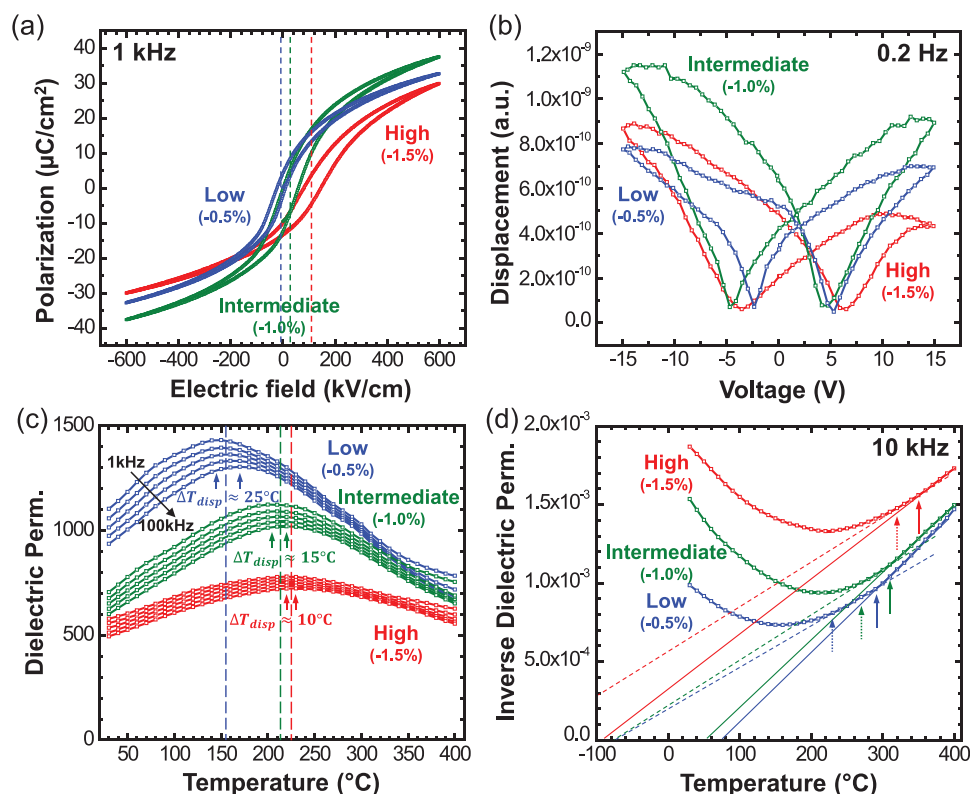 (a)
1 kHz
Polarization (µC/cm2)
40
30
20
10
0
-10
-20
-30
-40
Low
(-0.5%)
High
(-1.5%)
Intermediate
(-1.0%)
-600 -400 -200 0 200 400 600
Electric field (kV/cm)
(b)
0.2 Hz
Displacement (a.u.)
1.2x10-9
1.0x10-9
8.0x10-10
6.0x10-10
4.0x10-10
2.0x10-10
0.0
Intermediate
(-1.0%)
Low
(-0.5%)
High
(-1.5%)
-15 -10 -5 0 5 10 15
Voltage (V)
(c)
Dielectric Perm.
1500
1000
500
0
1kHz
100kHz
Low
(-0.5%)
ΔTdisp ≈ 25°C
Intermediate
(-1.0%)
ΔTdisp ≈ 15°C
ΔTdisp ≈ 10°C
High
(-1.5%)
50 100 150 200 250 300 350 400
Temperature (°C)
(d)
10 kHz
Inverse Dielectric Perm.
2.0x10-3
1.5x10-3
1.0x10-3
5.0x10-4
0.0
High
(-1.5%)
Intermediate
(-1.0%)
Low
(-0.5%)
-100 0 100 200 300 400
Temperature (°C)